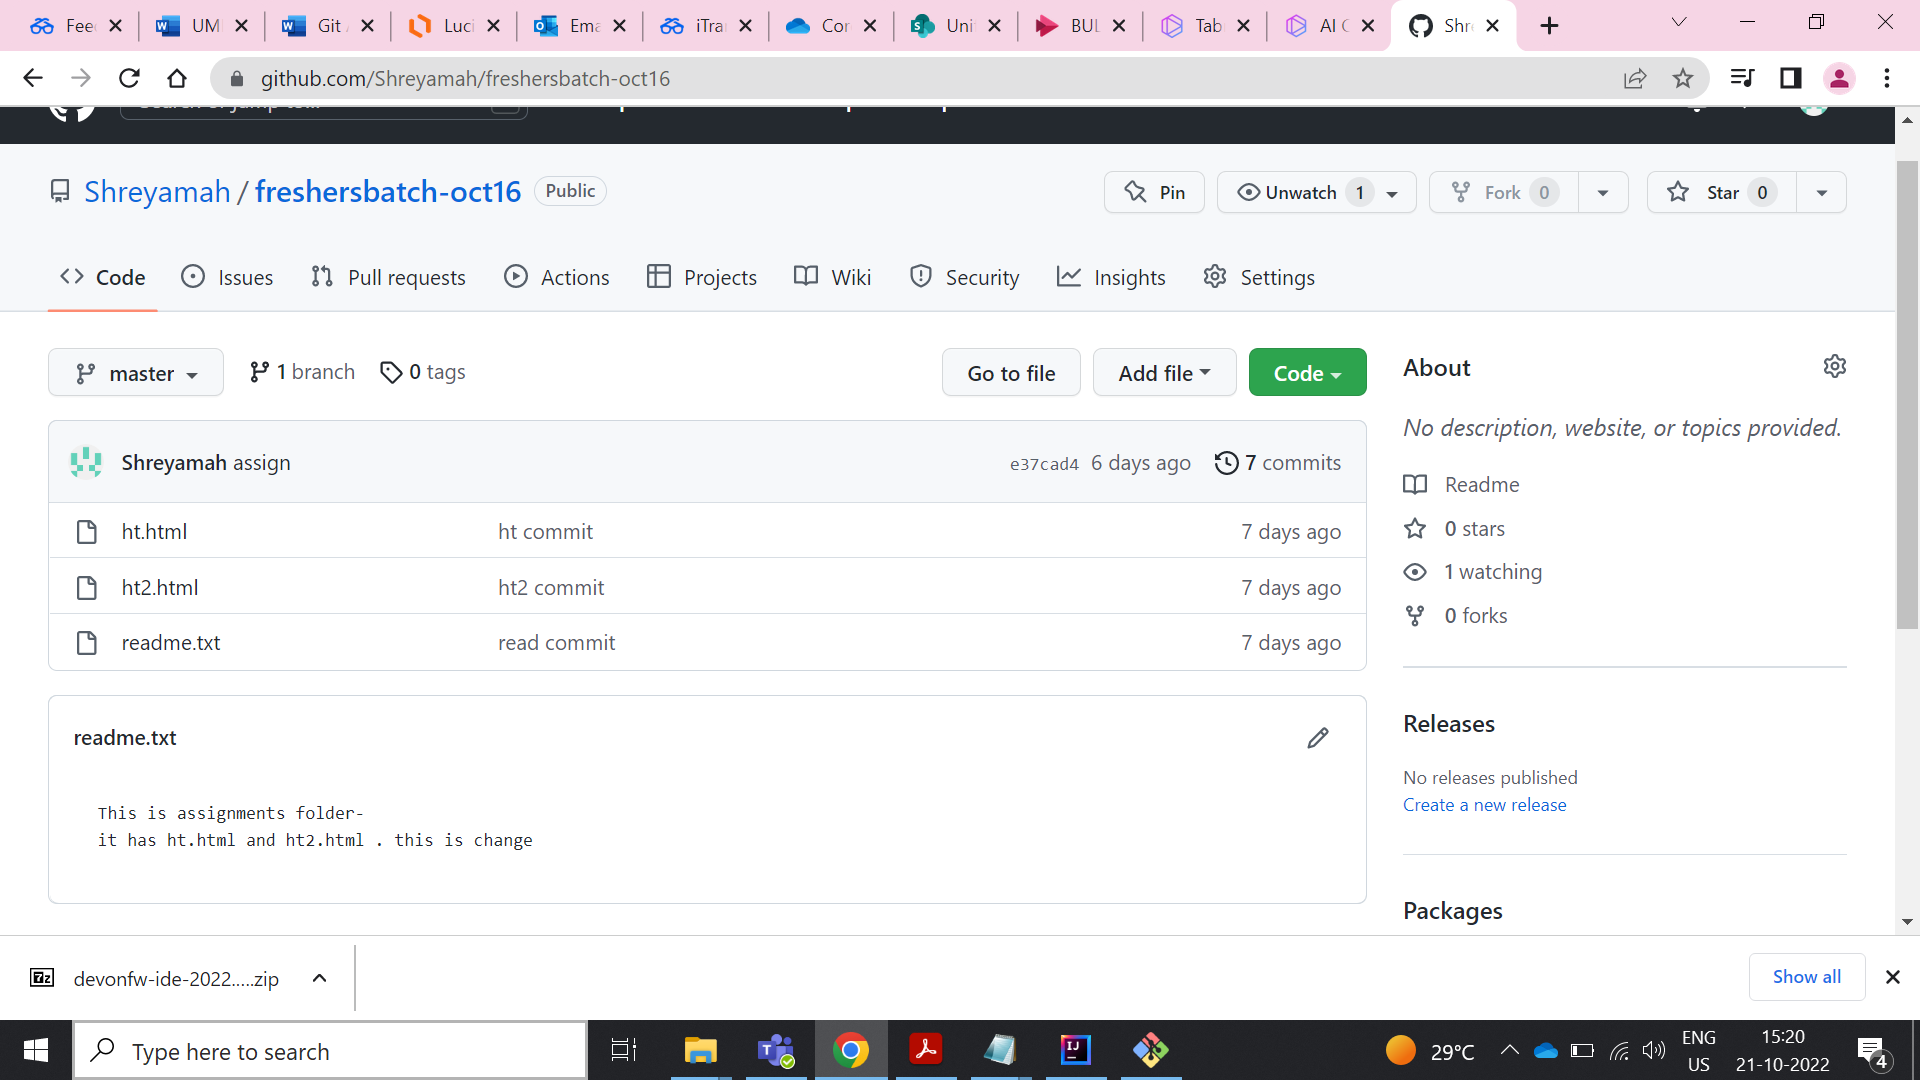 Feed
UM
Git A
Luci
Ema
iTran
Con
Unit
BUL
Tab
AI C
Shre
github.com/Shreyamah/freshersbatch-oct16
Shreyamah / freshersbatch-oct16 Public
Pin
Unwatch 1
Fork 0
Star 0
Code
Issues
Pull requests
Actions
Projects
Wiki
Security
Insights
Settings
master
1 branch
0 tags
Go to file
Add file
Code
Shreyamah assign
e37cad4 6 days ago
7 commits
ht.html ht commit 7 days ago
ht2.html ht2 commit 7 days ago
readme.txt read commit 7 days ago
readme.txt
This is assignments folder-
it has ht.html and ht2.html . this is change
About
No description, website, or topics provided.
Readme
0 stars
1 watching
0 forks
Releases
No releases published
Create a new release
Packages
devonfw-ide-2022.....zip
Show all
Type here to search
29°C
ENG
US
15:20
21-10-2022
4